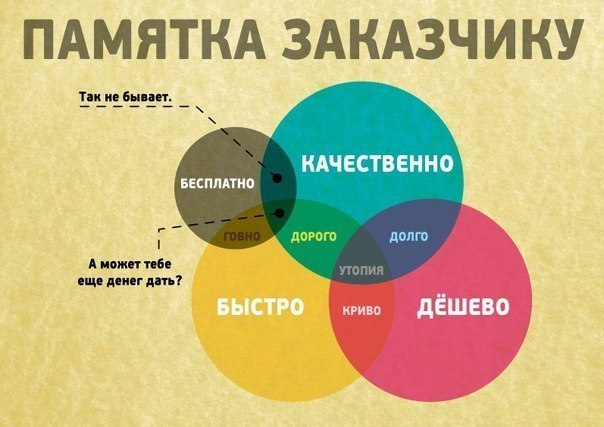 ПАМЯТКА ЗАКАЗЧИКУ
Так не бывает.
КАЧЕСТВЕННО
БЕСПЛАТНО
ГОВНО
ДОРОГО
ДОЛГО
А может тебе
еще денег дать?
УТОПИЯ
БЫСТРО
КРИВО
ДЁШЕВО